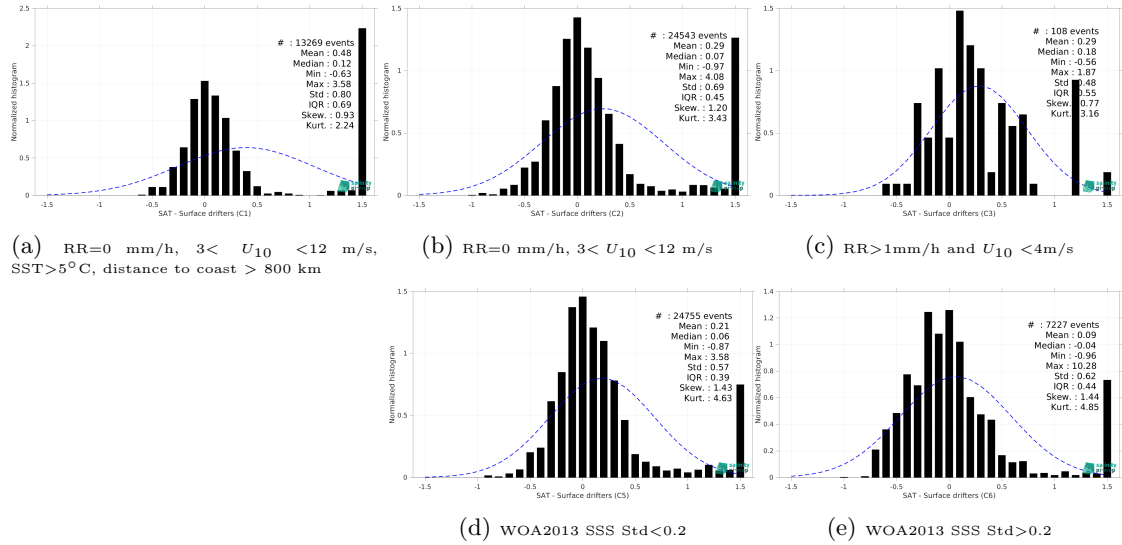 2.5
2
1.5
1
0.5
0
Normalized histogram
# : 13269 events
Mean : 0.48
Median : 0.12
Min : -0.63
Max : 3.58
Std : 0.80
IQR : 0.69
Skew. : 0.93
Kurt. : 2.24
-1.5 -1 -0.5 0 0.5 1 1.5
SAT - Surface drifters (C1)
(a) RR=0 mm/h, 3< U10 <12 m/s,
SST>5°C, distance to coast > 800 km
1.5
1
0.5
0
Normalized histogram
# : 24543 events
Mean : 0.29
Median : 0.07
Min : -0.97
Max : 4.08
Std : 0.69
IQR : 0.45
Skew. : 1.20
Kurt. : 3.43
-1.5 -1 -0.5 0 0.5 1 1.5
SAT - Surface drifters (C2)
(b) RR=0 mm/h, 3< U10 <12 m/s
1.5
1
0.5
0
Normalized histogram
# : 108 events
Mean : 0.29
Median : 0.18
Min : -0.56
Max : 1.87
Std : 0.48
IQR : 0.55
Skew. : 0.77
Kurt. : 3.16
-1.5 -1 -0.5 0 0.5 1 1.5
SAT - Surface drifters (C3)
(c) RR>1mm/h and U10 <4m/s
1.5
1
0.5
0
Normalized histogram
# : 24755 events
Mean : 0.21
Median : 0.06
Min : -0.87
Max : 3.58
Std : 0.57
IQR : 0.39
Skew. : 1.43
Kurt. : 4.63
-1.5 -1 -0.5 0 0.5 1 1.5
SAT - Surface drifters (C5)
(d) WOA2013 SSS Std<0.2
1.4
1.2
1
0.8
0.6
0.4
0.2
0
Normalized histogram
# : 7227 events
Mean : 0.09
Median : -0.04
Min : -0.96
Max : 10.28
Std : 0.62
IQR : 0.44
Skew. : 1.44
Kurt. : 4.85
-1.5 -1 -0.5 0 0.5 1 1.5
SAT - Surface drifters (C6)
(e) WOA2013 SSS Std>0.2